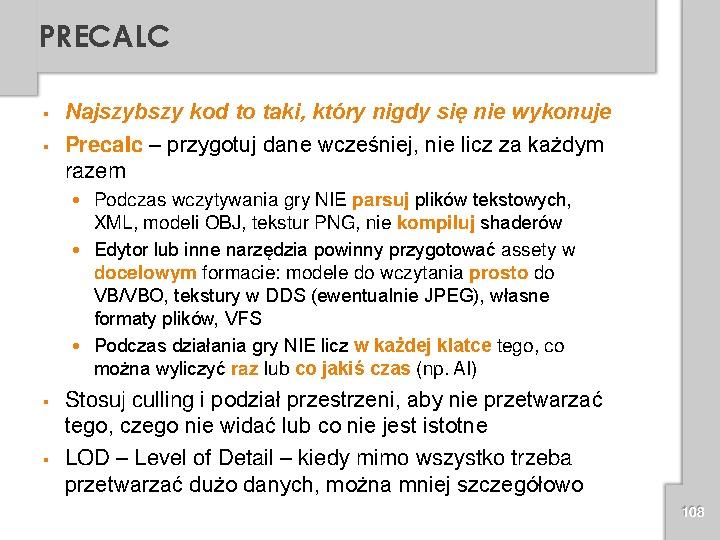 PRECALC
Najszybszy kod to taki, który nigdy się nie wykonuje
Precalc – przygotuj dane wcześniej, nie licz za każdym
razem
Podczas wczytywania gry NIE parsuj plików tekstowych,
XML, modeli OBJ, tekstur PNG, nie kompiluj shaderów
Edytor lub inne narzędzia powinny przygotować assety w
docelowym formacie: modele do wczytania prosto do
VB/VBO, tekstury w DDS (ewentualnie JPEG), własne
formaty plików, VFS
Podczas działania gry NIE licz w każdej klatce tego, co
można wyliczyć raz lub co jakiś czas (np. AI)
Stosuj culling i podział przestrzeni, aby nie przetwarzać
tego, czego nie widać lub co nie jest istotne
LOD – Level of Detail – kiedy mimo wszystko trzeba
przetwarzać dużo danych, można mniej szczegółowo
108